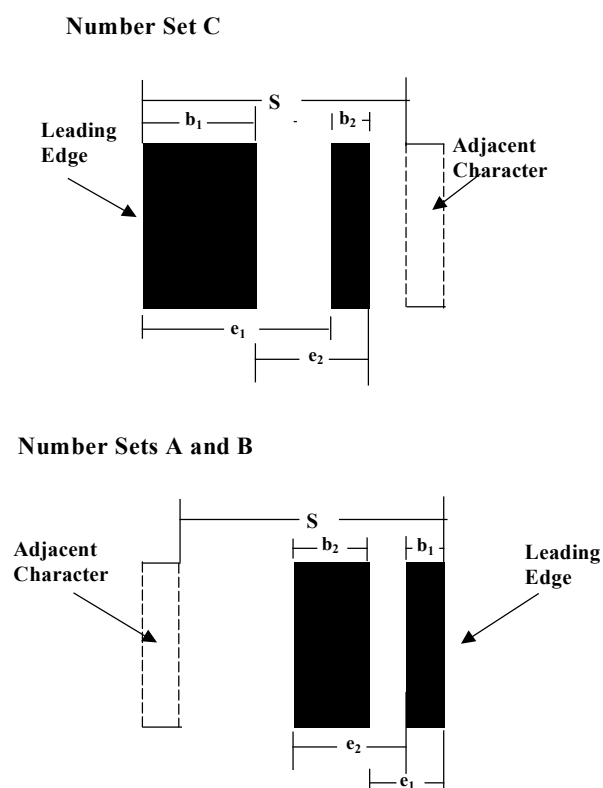 Number Set C
S
b₁
b₂
Leading
Edge
Adjacent
Character
e₁
e₂
Number Sets A and B
S
b₂
b₁
Adjacent
Character
Leading
Edge
e₂
e₁